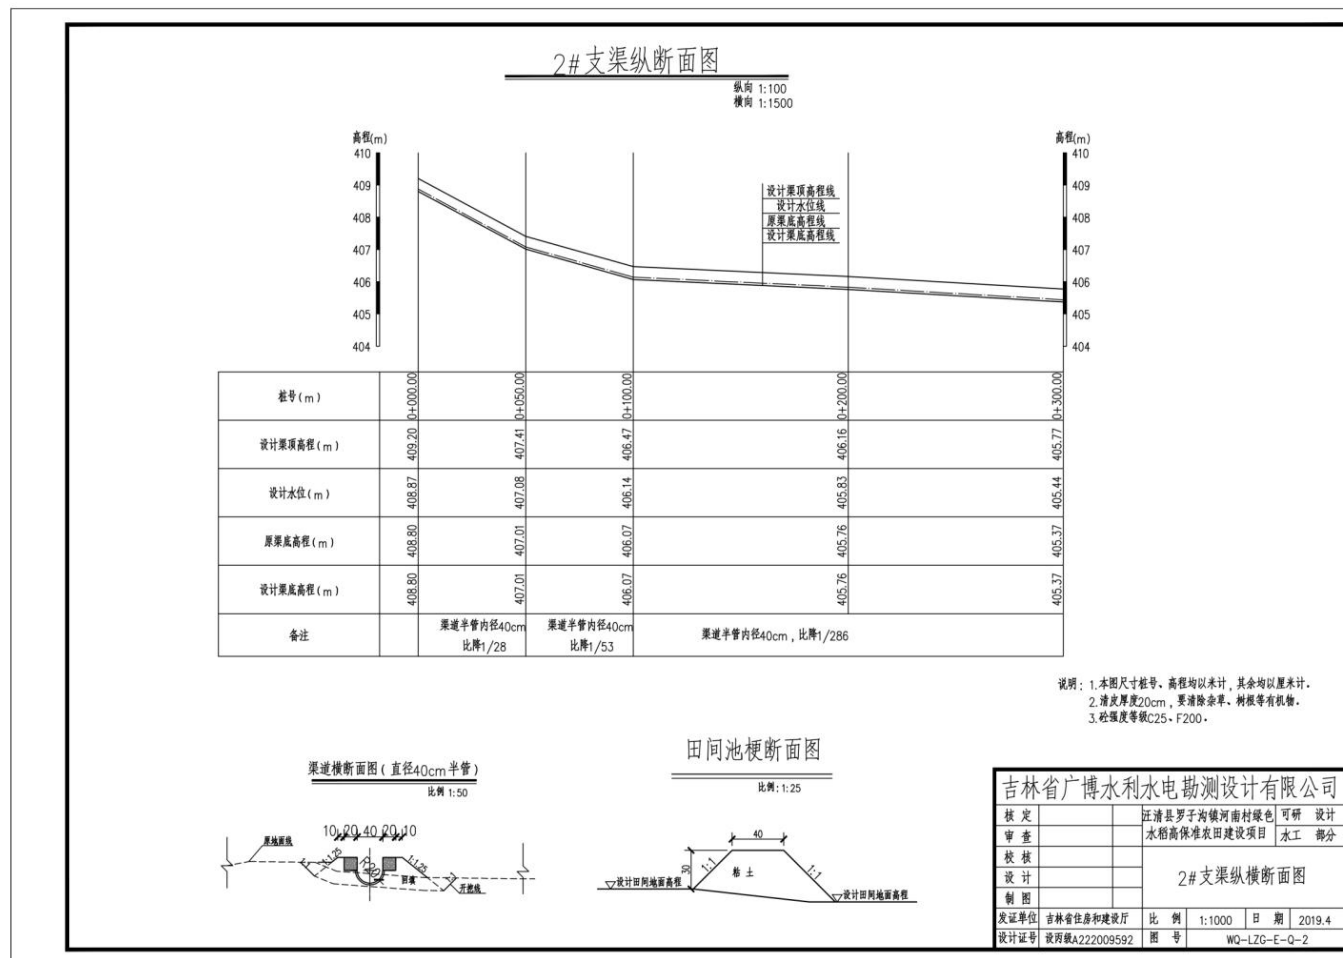 2#支渠纵断面图
纵向 1:100
横向 1:1500
高程(m)
410
409
408
407
406
405
404
高程(m)
410
409
408
407
406
405
404
设计渠顶高程线
设计水位线
原渠底高程线
设计渠底高程线
桩号(m) 0+000.00 0+050.00 0+100.00 0+200.00 0+300.00
设计渠顶高程(m) 409.20 407.41 406.47 406.16 405.77
设计水位(m) 408.87 407.08 406.14 405.83 405.44
原渠底高程(m) 408.80 407.01 406.07 405.76 405.37
设计渠底高程(m) 408.80 407.01 406.07 405.76 405.37
备注 渠道半管内径40cm 渠道半管内径40cm 渠道半管内径40cm，比降1/286
比降1/28 比降1/53
说明：1.本图尺寸桩号、高程均以米计，其余均以厘米计。
2.清皮厚度20cm，要清除杂草、树根等有机物。
3.砼强度等级C25、F200。
渠道横断面图(直径40cm半管)
比例 1:50
10 20 40 20 10
原地面线
1:1.25
1:1.25
R20
回填
开挖线
田间池梗断面图
比例：1:25
40
30
1:1
1:1
粘土
设计田间地面高程
设计田间地面高程
吉林省广博水利水电勘测设计有限公司
核定 汪清县罗子沟镇河南村绿色 可研 设计
审查 水稻高保准农田建设项目 水工 部分
校核
设计 2#支渠纵横断面图
制图
发证单位 吉林省住房和建设厅 比例 1:1000 日期 2019.4
设计证号 设丙级A222009592 图号 WQ-LZG-E-Q-2